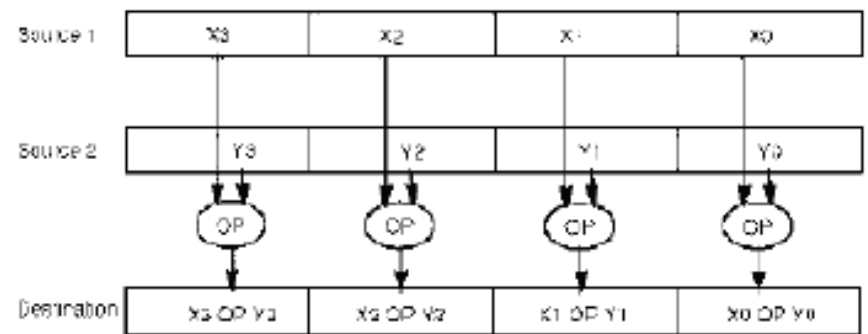 Source 1 X3 X2 X1 X0
Source 2 Y3 Y2 Y1 Y0
OP OP OP OP
Destination X3 OP Y3 X2 OP Y2 X1 OP Y1 X0 OP Y0